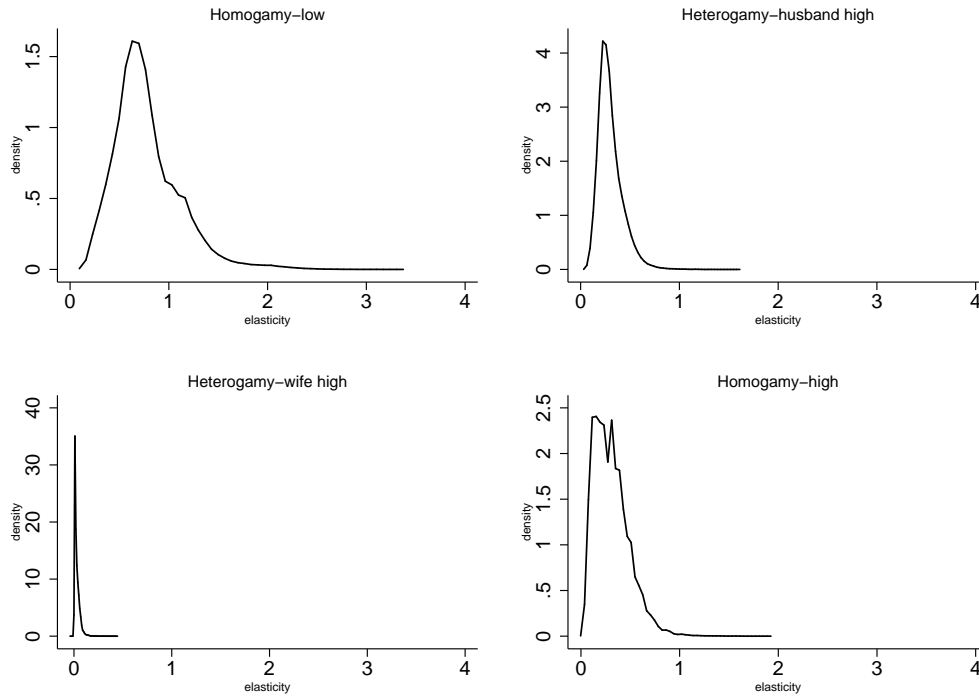 Homogamy−low
density
0 .5 1 1.5
0 1 2 3 4
elasticity
Heterogamy−husband high
density
0 1 2 3 4
0 1 2 3 4
elasticity
Heterogamy−wife high
density
0 10 20 30 40
0 1 2 3 4
elasticity
Homogamy−high
density
0 .5 1 1.5 2 2.5
0 1 2 3 4
elasticity